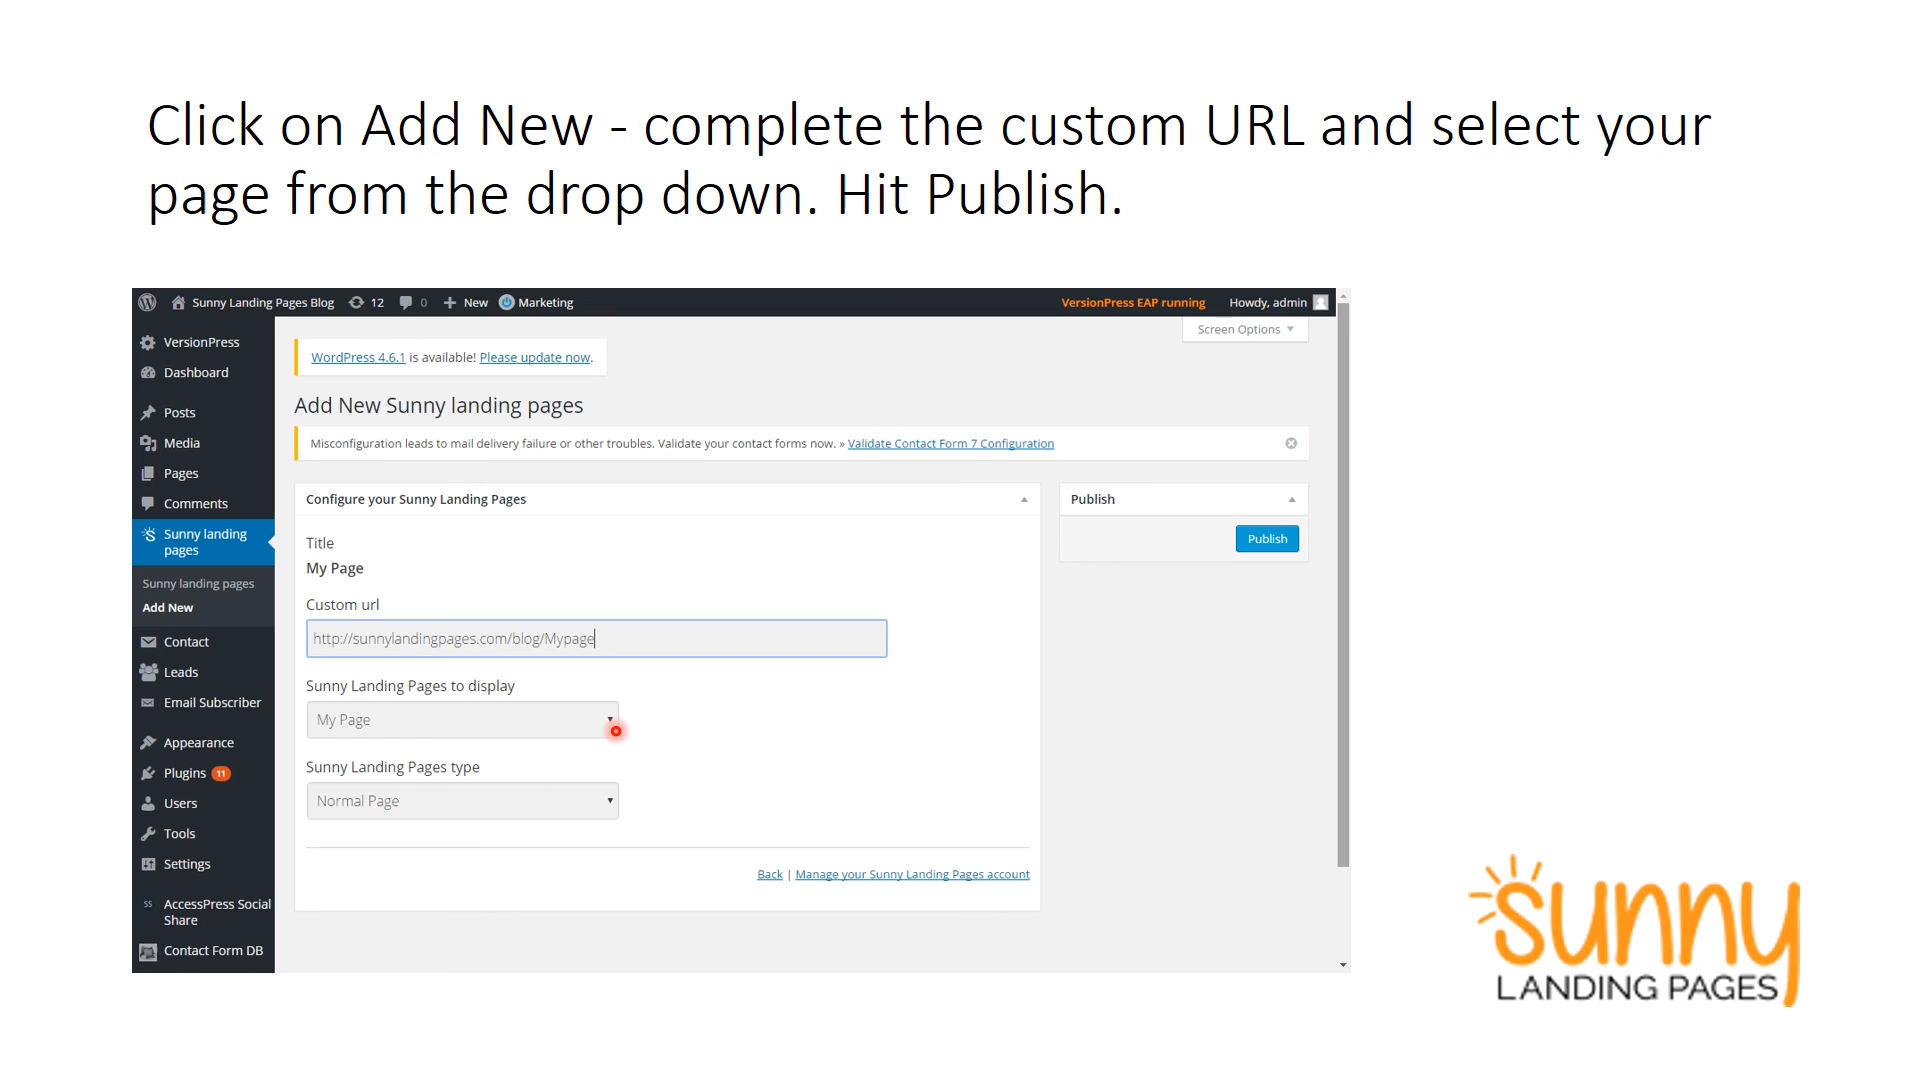 Click on Add New - complete the custom URL and select your
page from the drop down. Hit Publish.
Sunny Landing Pages Blog 12 0 New Marketing VersionPress EAP running Howdy, admin
Screen Options
VersionPress
Dashboard
Posts
Media
Pages
Comments
Sunny landing
pages
Sunny landing pages
Add New
Contact
Leads
Email Subscriber
Appearance
Plugins 11
Users
Tools
Settings
SS AccessPress Social
Share
Contact Form DB
WordPress 4.6.1 is available! Please update now.
Add New Sunny landing pages
Misconfiguration leads to mail delivery failure or other troubles. Validate your contact forms now. » Validate Contact Form 7 Configuration
Configure your Sunny Landing Pages
Title
My Page
Custom url
http://sunnylandingpages.com/blog/Mypage
Sunny Landing Pages to display
My Page
Sunny Landing Pages type
Normal Page
Back | Manage your Sunny Landing Pages account
Publish
Publish
sunny
LANDING PAGES